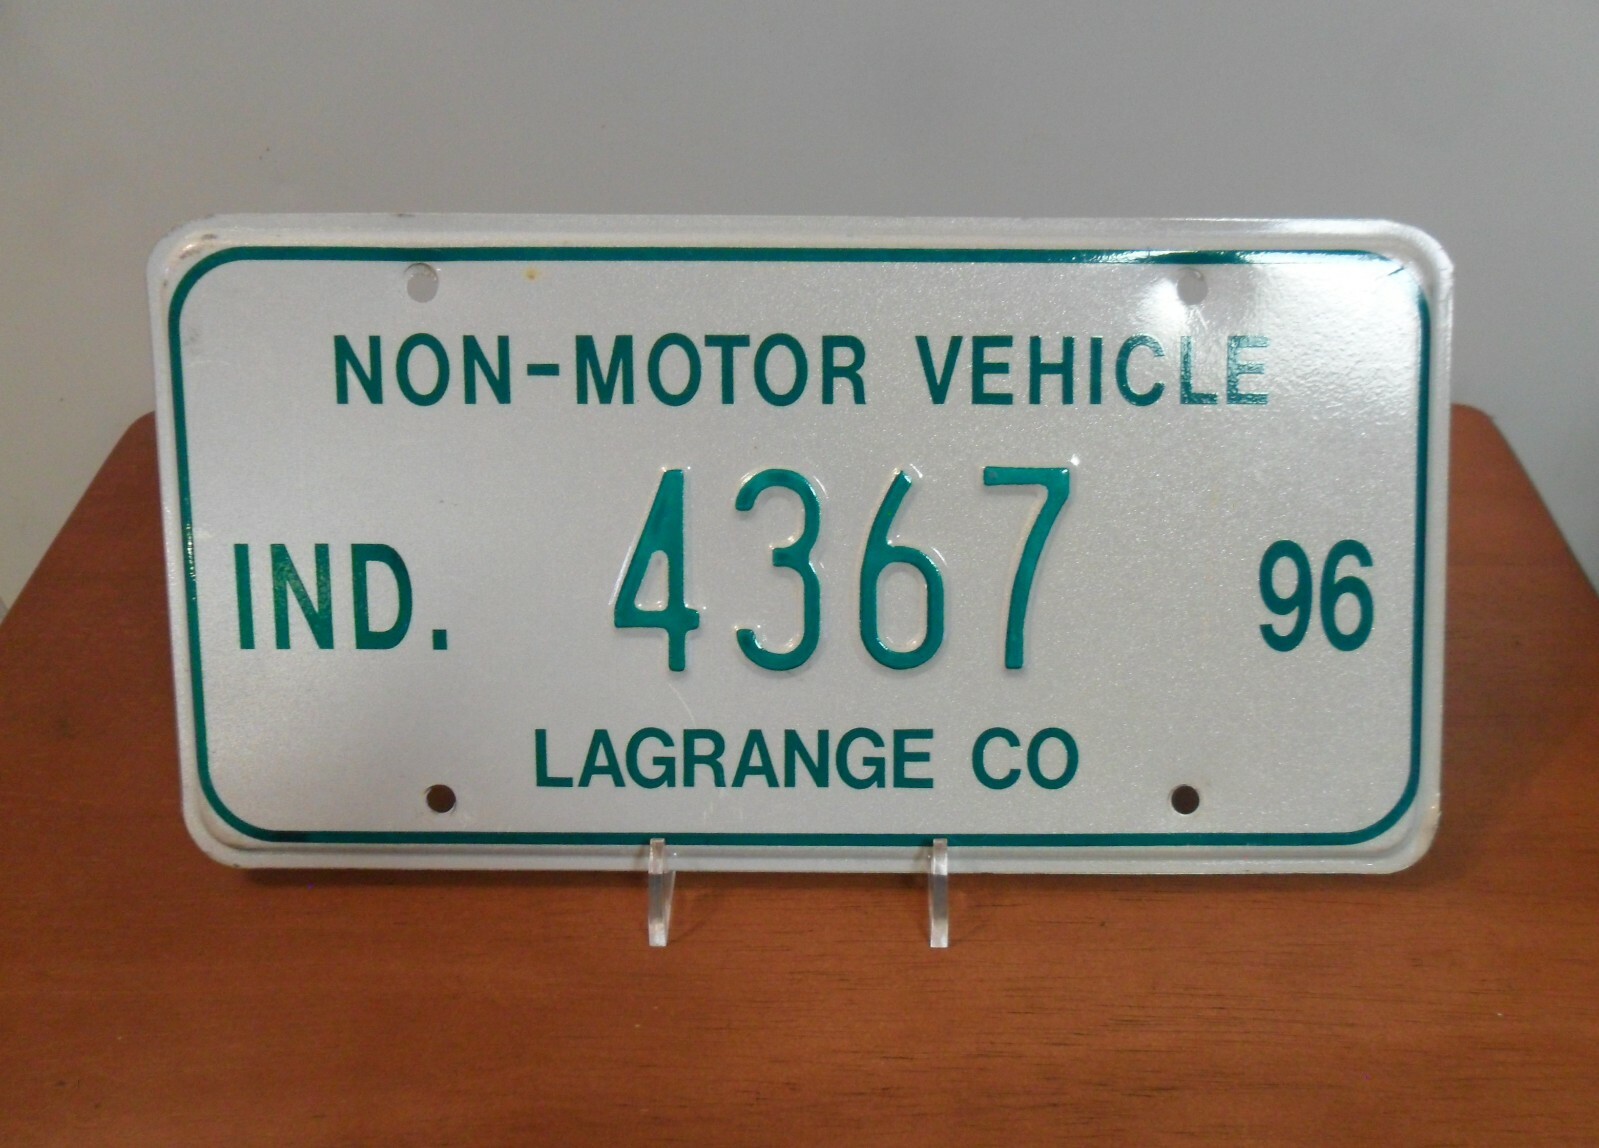 NON-MOTOR VEHICLE
IND. 4367 96
LAGRANGE CO